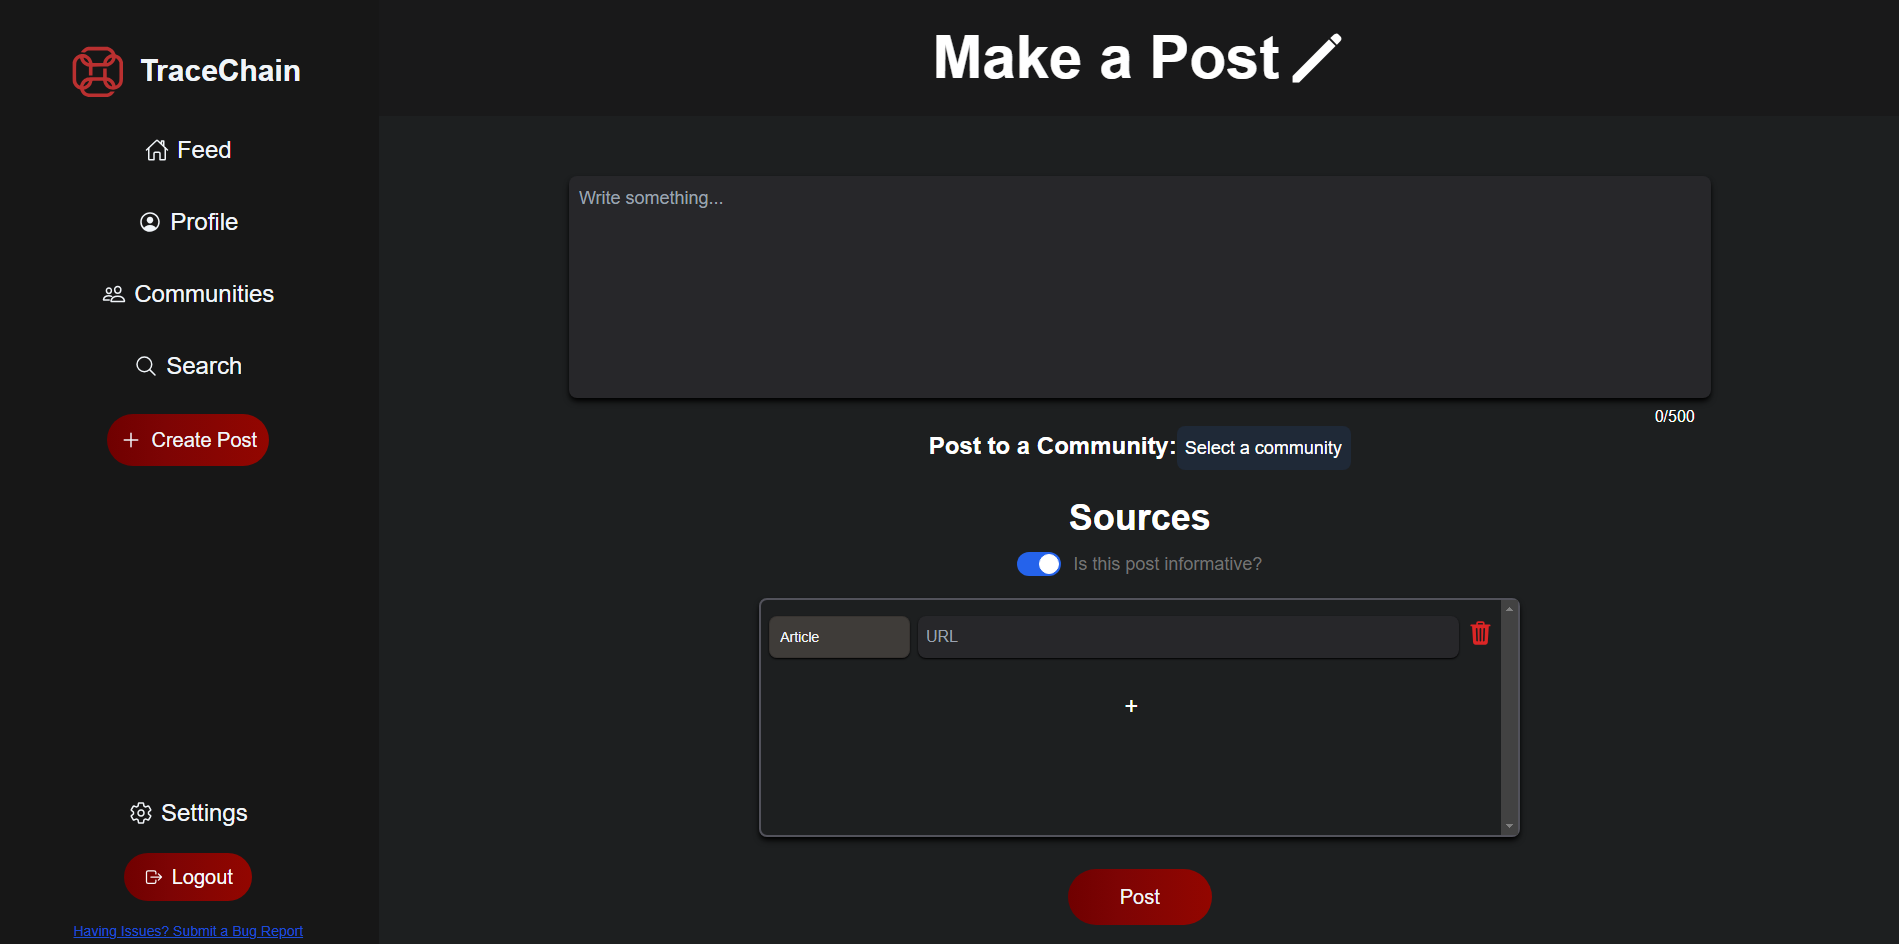 TraceChain
Feed
Profile
Communities
Search
+ Create Post
Settings
Logout
Having Issues? Submit a Bug Report
Make a Post
Write something...
0/500
Post to a Community: Select a community
Sources
Is this post informative?
Article URL
+
Post